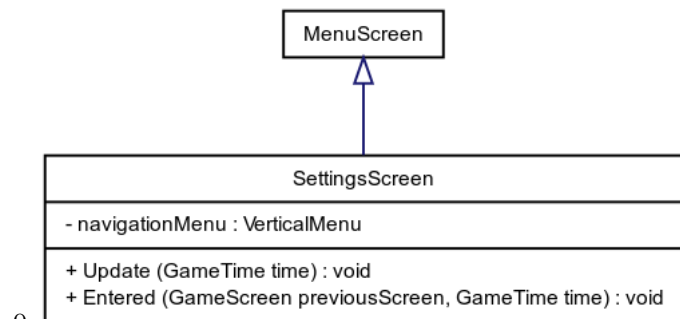 MenuScreen
SettingsScreen
- navigationMenu : VerticalMenu
+ Update (GameTime time) : void
+ Entered (GameScreen previousScreen, GameTime time) : void